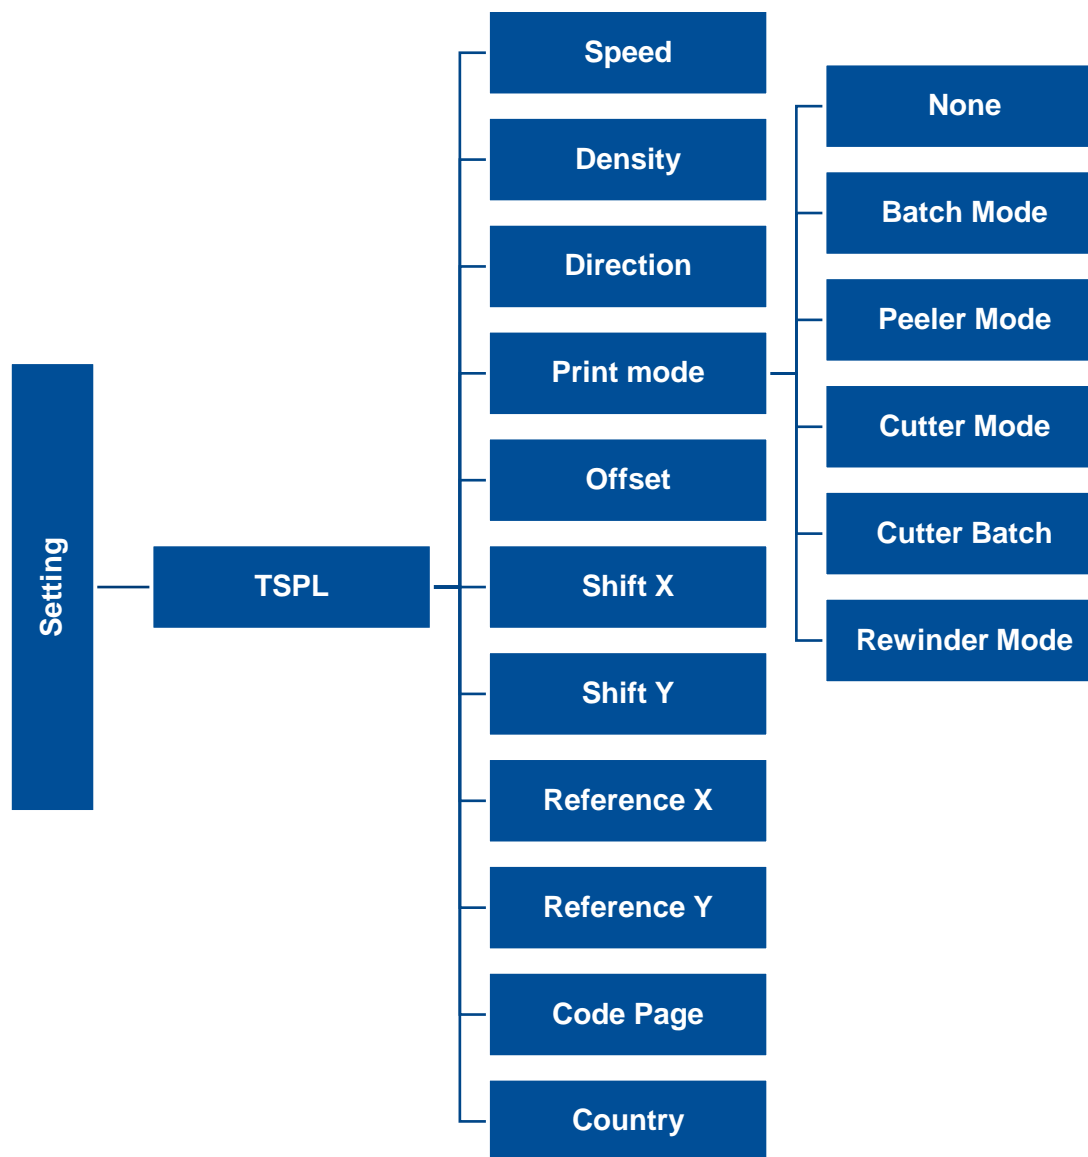 Setting
TSPL
Speed
Density
Direction
Print mode
Offset
Shift X
Shift Y
Reference X
Reference Y
Code Page
Country
None
Batch Mode
Peeler Mode
Cutter Mode
Cutter Batch
Rewinder Mode